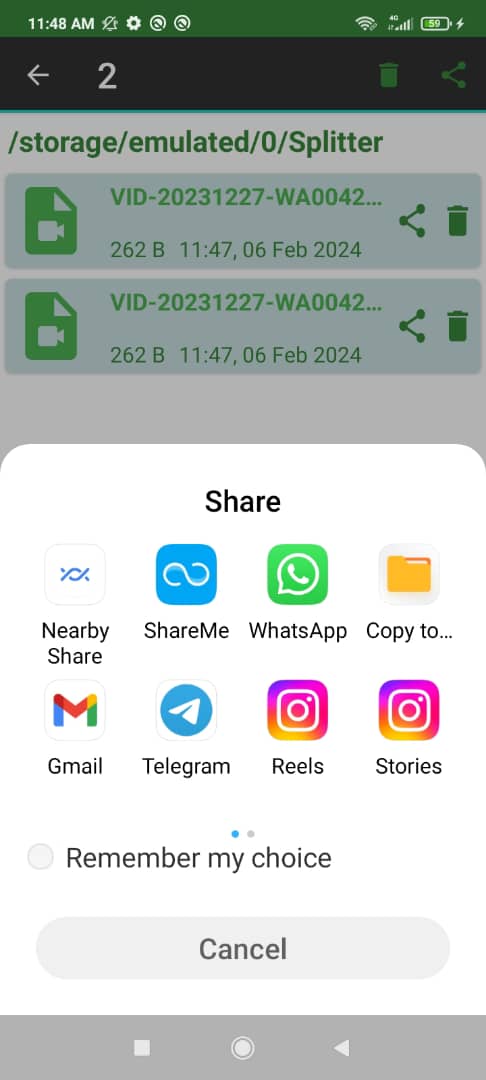 11:48 AM
4G
59
2
/storage/emulated/0/Splitter
VID-20231227-WA0042...
262 B 11:47, 06 Feb 2024
VID-20231227-WA0042...
262 B 11:47, 06 Feb 2024
Share
Nearby Share
ShareMe
WhatsApp
Copy to...
Gmail
Telegram
Reels
Stories
Remember my choice
Cancel